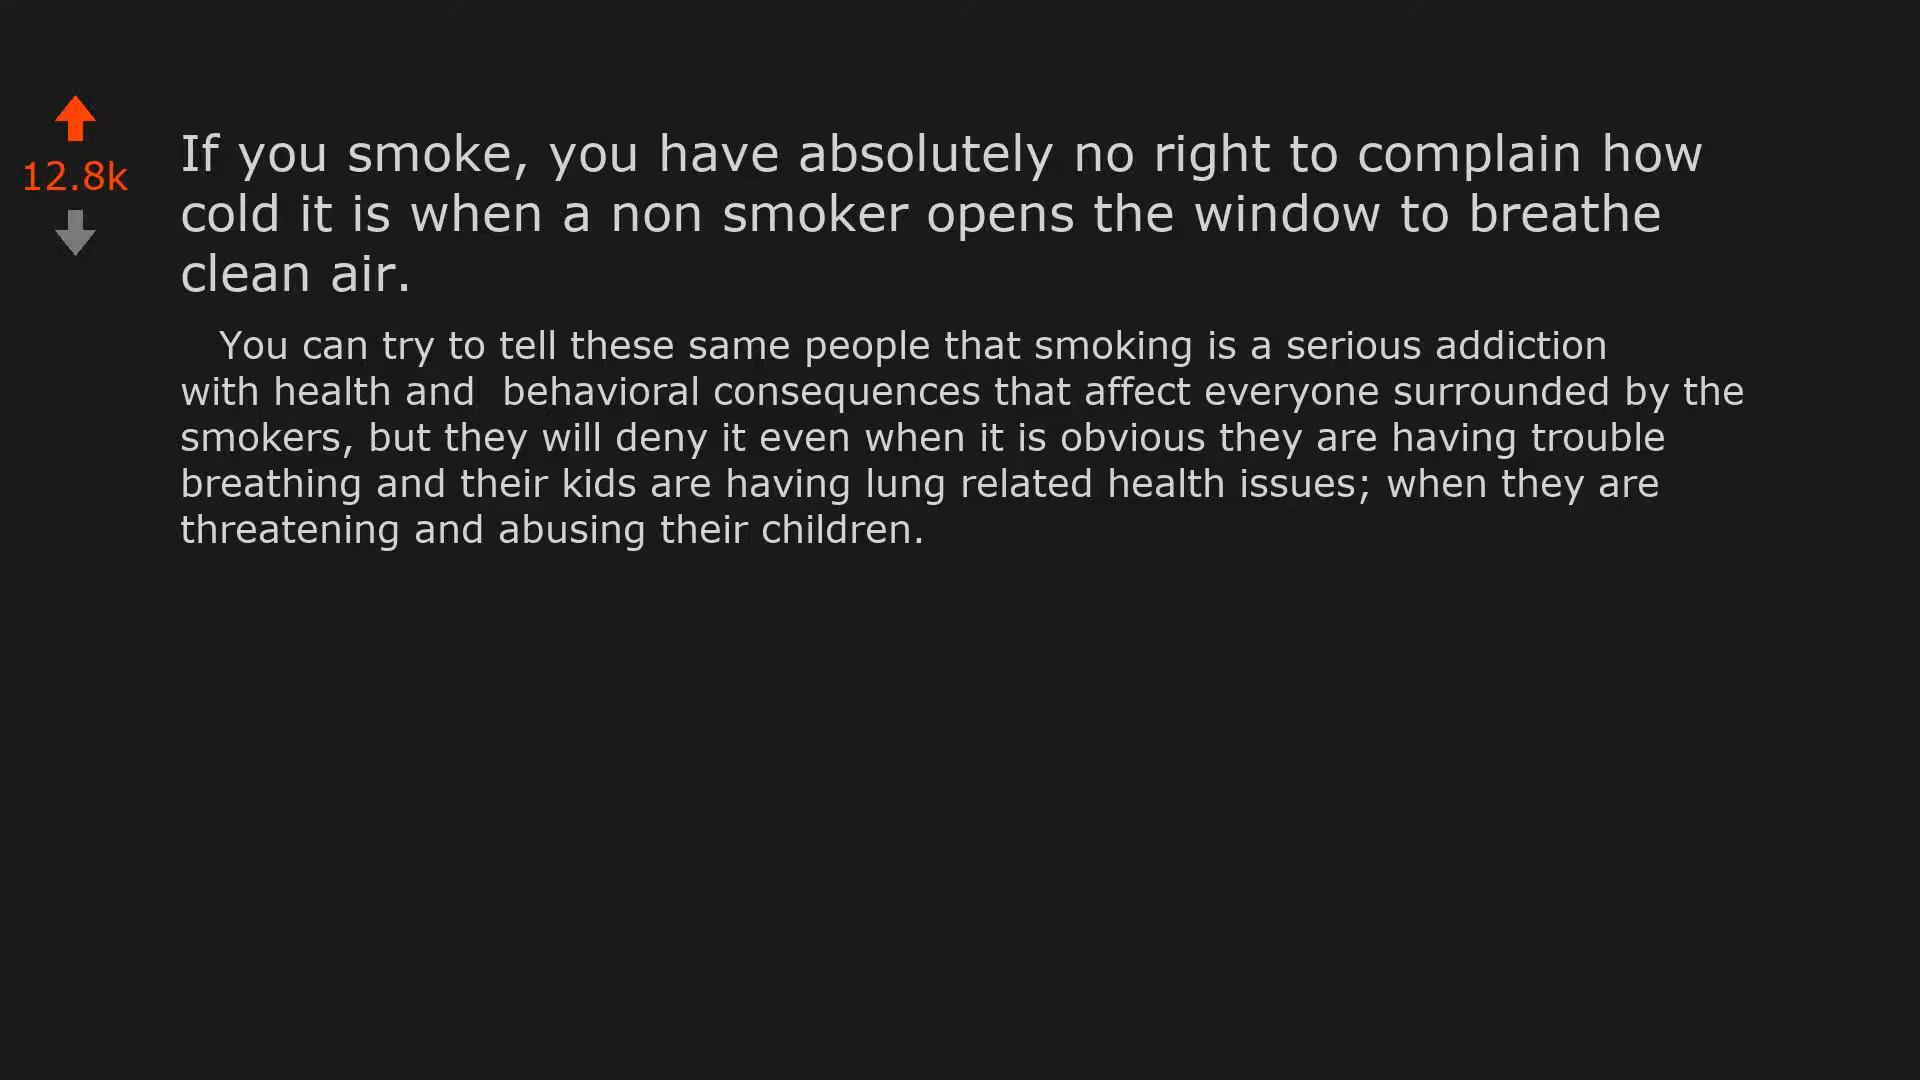 12.8k
If you smoke, you have absolutely no right to complain how
cold it is when a non smoker opens the window to breathe
clean air.
You can try to tell these same people that smoking is a serious addiction
with health and  behavioral consequences that affect everyone surrounded by the
smokers, but they will deny it even when it is obvious they are having trouble
breathing and their kids are having lung related health issues; when they are
threatening and abusing their children.